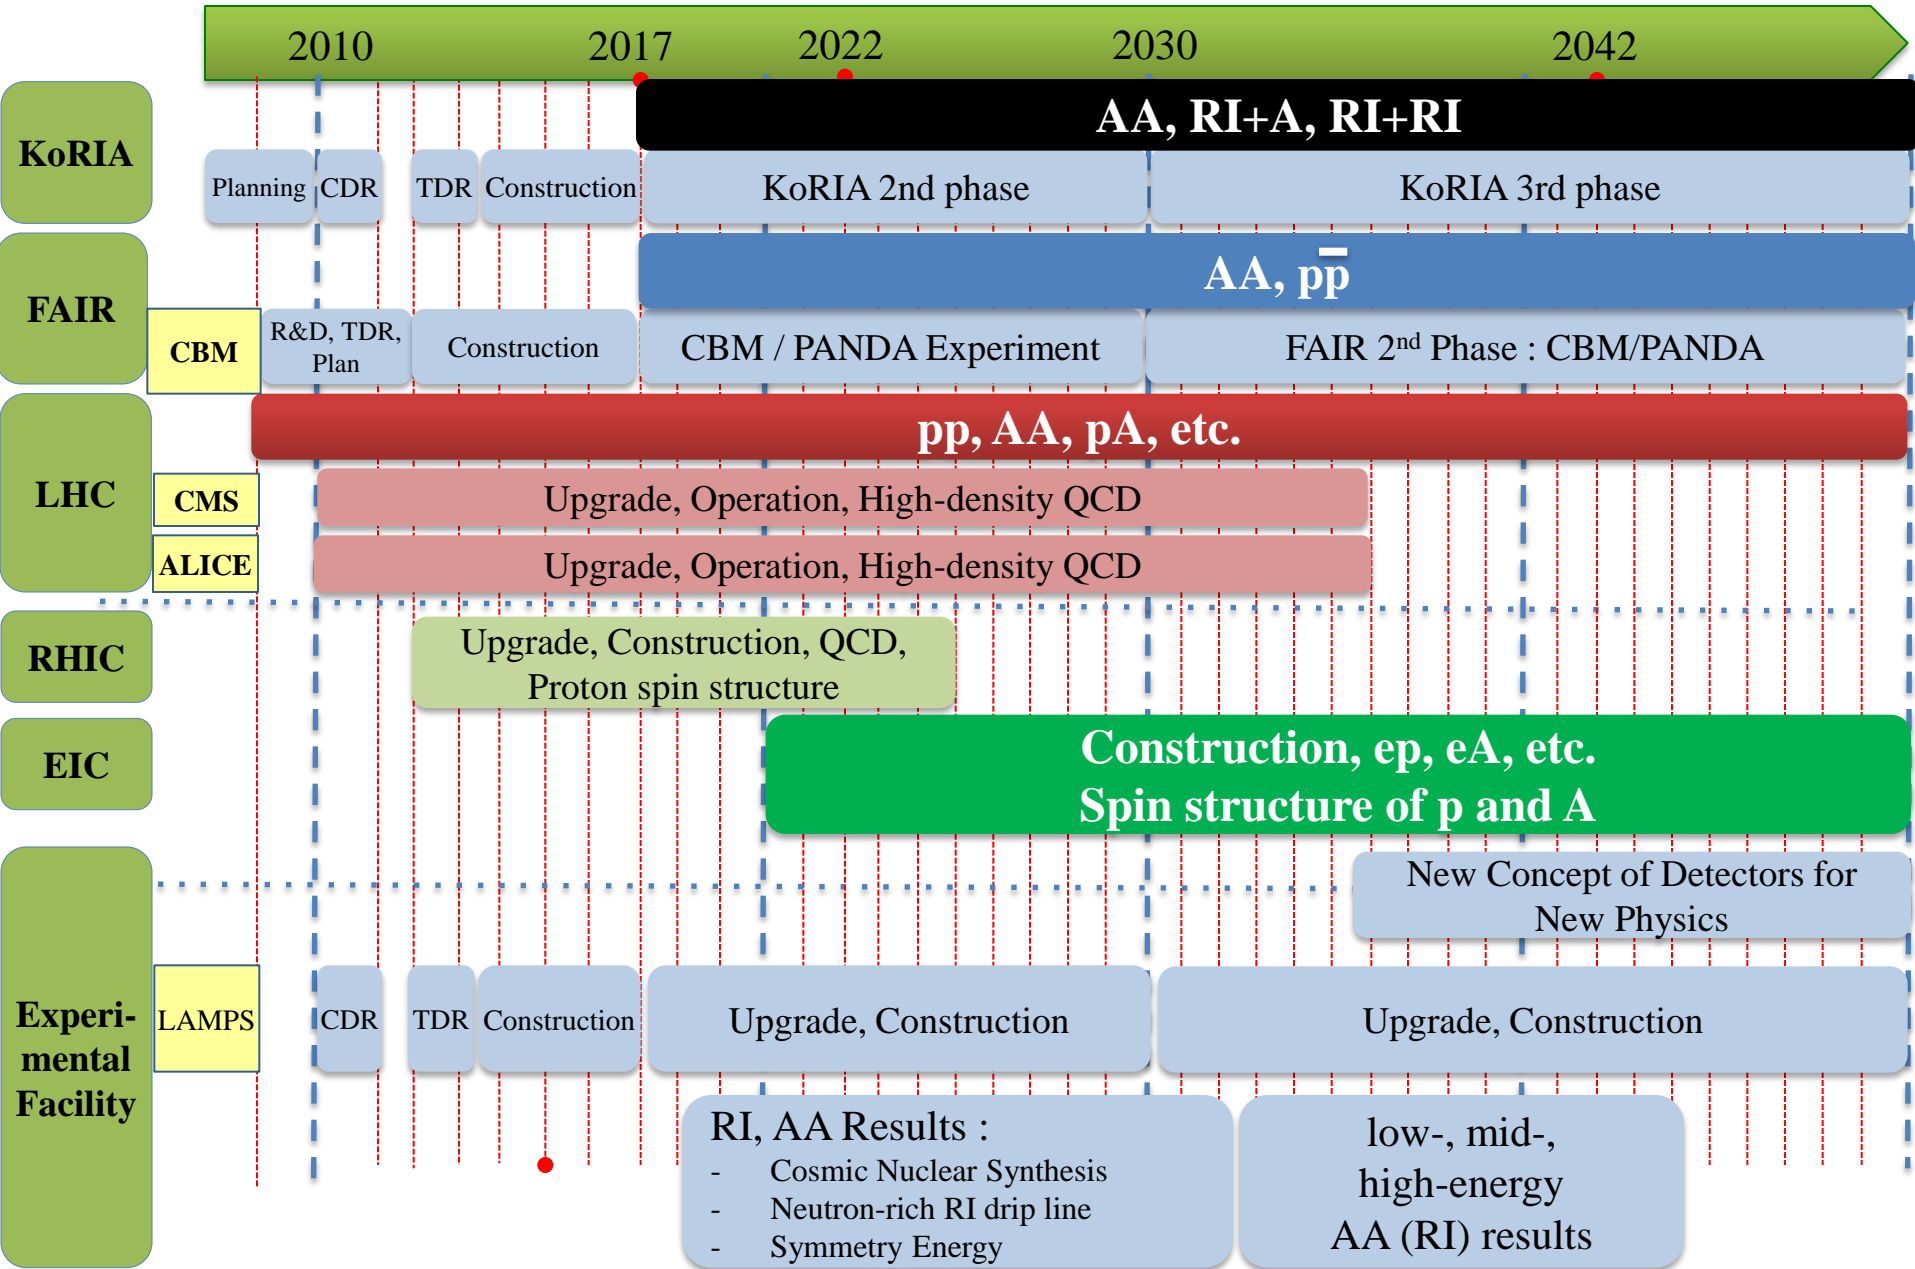 2010 2017 2022 2030 2042
KoRIA
AA, RI+A, RI+RI
Planning
CDR
TDR
Construction
KoRIA 2nd phase
KoRIA 3rd phase
FAIR
AA, pp̅
CBM
R&D, TDR,
Plan
Construction
CBM / PANDA Experiment
FAIR 2nd Phase : CBM/PANDA
LHC
pp, AA, pA, etc.
CMS
Upgrade, Operation, High-density QCD
ALICE
Upgrade, Operation, High-density QCD
RHIC
Upgrade, Construction, QCD,
Proton spin structure
EIC
Construction, ep, eA, etc.
Spin structure of p and A
New Concept of Detectors for
New Physics
Experi-
mental
Facility
LAMPS
CDR
TDR
Construction
Upgrade, Construction
Upgrade, Construction
RI, AA Results :
- Cosmic Nuclear Synthesis
- Neutron-rich RI drip line
- Symmetry Energy
low-, mid-,
high-energy
AA (RI) results